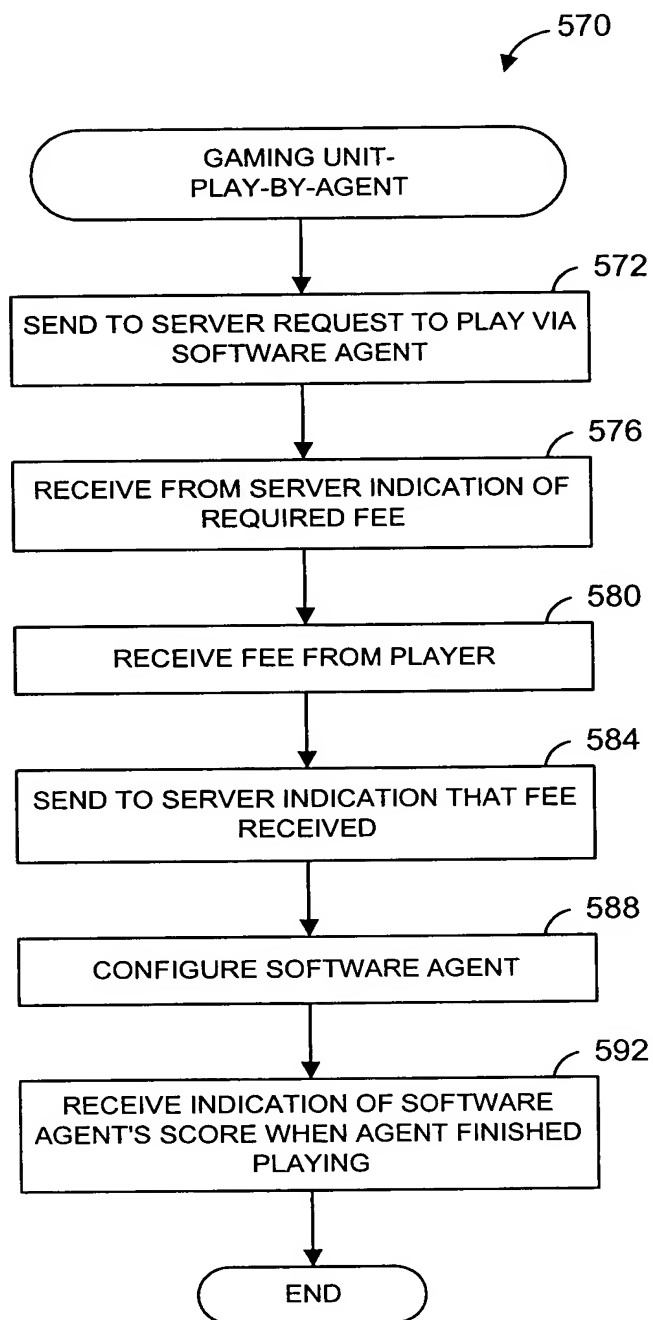 570
GAMING UNIT-
PLAY-BY-AGENT
572
SEND TO SERVER REQUEST TO PLAY VIA
SOFTWARE AGENT
576
RECEIVE FROM SERVER INDICATION OF
REQUIRED FEE
580
RECEIVE FEE FROM PLAYER
584
SEND TO SERVER INDICATION THAT FEE
RECEIVED
588
CONFIGURE SOFTWARE AGENT
592
RECEIVE INDICATION OF SOFTWARE
AGENT'S SCORE WHEN AGENT FINISHED
PLAYING
END